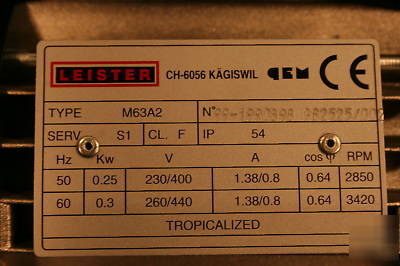 LEISTER CH-6056 KÄGISWIL GEM CE
TYPE M63A2 N°
SERV S1 CL. F IP 54
Hz Kw V A cos φ RPM
50 0.25 230/400 1.38/0.8 0.64 2850
60 0.3 260/440 1.38/0.8 0.64 3420
TROPICALIZED